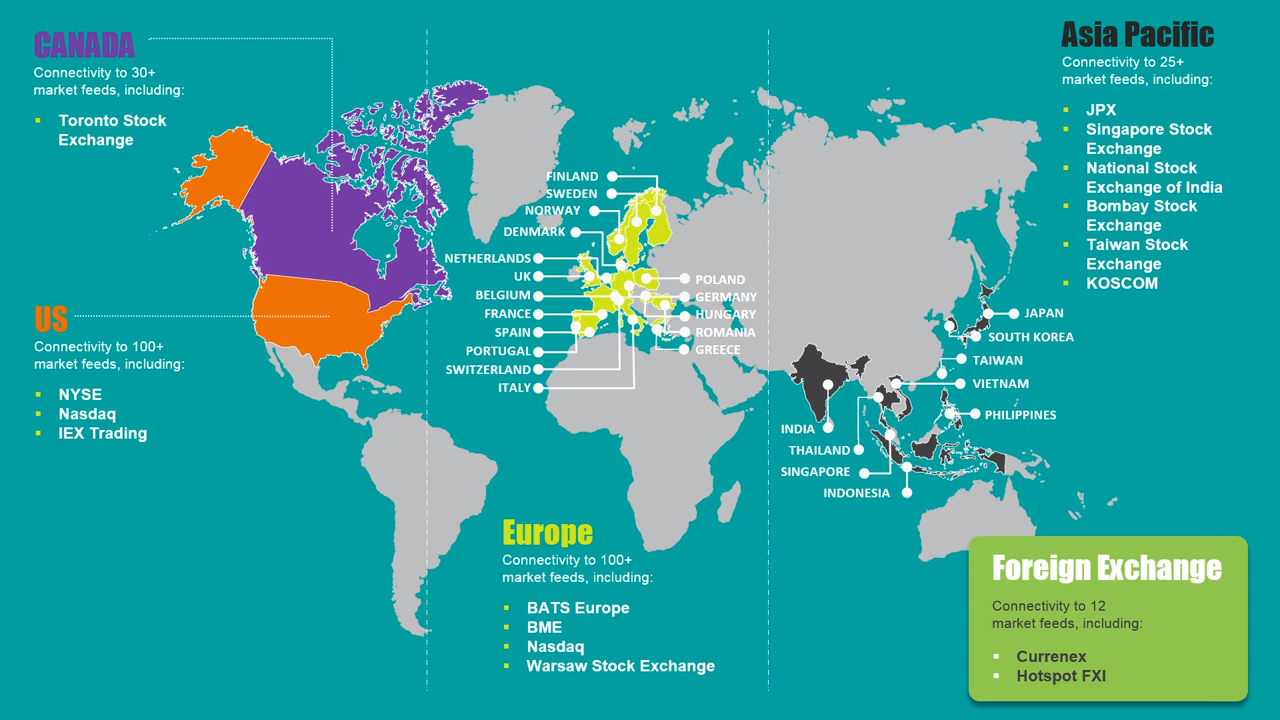 CANADA
Connectivity to 30+
market feeds, including:
Toronto Stock
Exchange
US
Connectivity to 100+
market feeds, including:
NYSE
Nasdaq
IEX Trading
FINLAND
SWEDEN
NORWAY
DENMARK
NETHERLANDS
UK
BELGIUM
FRANCE
SPAIN
PORTUGAL
SWITZERLAND
ITALY
POLAND
GERMANY
HUNGARY
ROMANIA
GREECE
Europe
Connectivity to 100+
market feeds, including:
BATS Europe
BME
Nasdaq
Warsaw Stock Exchange
Asia Pacific
Connectivity to 25+
market feeds, including:
JPX
Singapore Stock
Exchange
National Stock
Exchange of India
Bombay Stock
Exchange
Taiwan Stock
Exchange
KOSCOM
JAPAN
SOUTH KOREA
TAIWAN
VIETNAM
PHILIPPINES
INDIA
THAILAND
SINGAPORE
INDONESIA
Foreign Exchange
Connectivity to 12
market feeds, including:
Currenex
Hotspot FXI